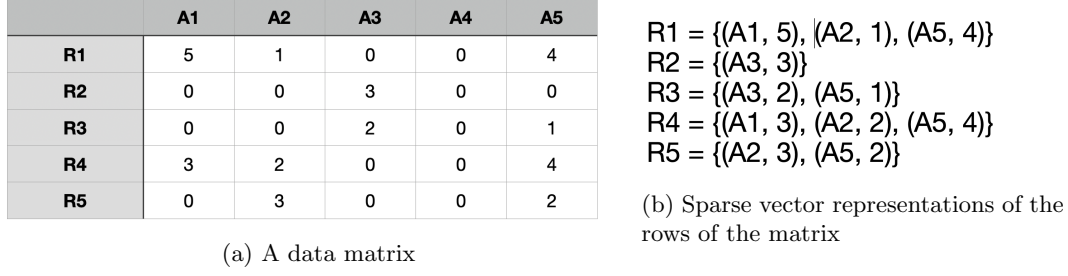 A1 A2 A3 A4 A5
R1 5 1 0 0 4
R2 0 0 3 0 0
R3 0 0 2 0 1
R4 3 2 0 0 4
R5 0 3 0 0 2
(a) A data matrix
R1 = {(A1, 5), (A2, 1), (A5, 4)}
R2 = {(A3, 3)}
R3 = {(A3, 2), (A5, 1)}
R4 = {(A1, 3), (A2, 2), (A5, 4)}
R5 = {(A2, 3), (A5, 2)}
(b) Sparse vector representations of the
rows of the matrix